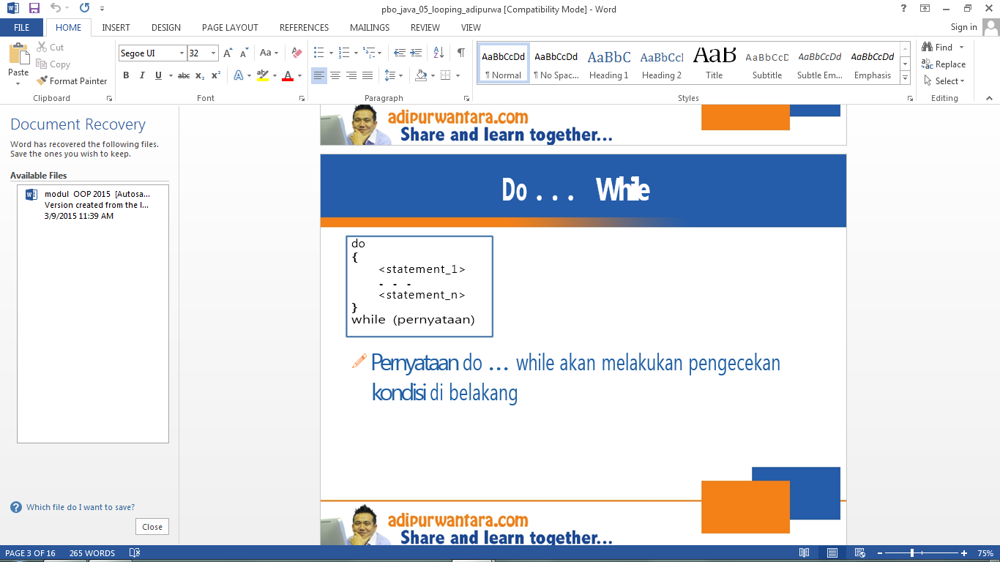 pbo_java_05_looping_adipurwa [Compatibility Mode] - Word
FILE HOME INSERT DESIGN PAGE LAYOUT REFERENCES MAILINGS REVIEW VIEW Sign in
Paste
Cut
Copy
Format Painter
Clipboard
Segoe UI 32
Font
Paragraph
AaBbCcDd AaBbCcDd AaBbC AaBbCcI AaB AaBbCcD AaBbCcDd AaBbCcDd
¶ Normal ¶ No Spac... Heading 1 Heading 2 Title Subtitle Subtle Em... Emphasis
Styles
Find
Replace
Select
Editing
Document Recovery
Word has recovered the following files.
Save the ones you wish to keep.
Available Files
modul OOP 2015 [Autosa...
Version created from the l...
3/9/2015 11:39 AM
Which file do I want to save?
Close
adipurwantara.com
Share and learn together...
Do . . . While
do
{
<statement_1>
- - -
<statement_n>
}
while (pernyataan)
Pernyataan do ... while akan melakukan pengecekan
kondisi di belakang
adipurwantara.com
Share and learn together...
PAGE 3 OF 16 265 WORDS 75%